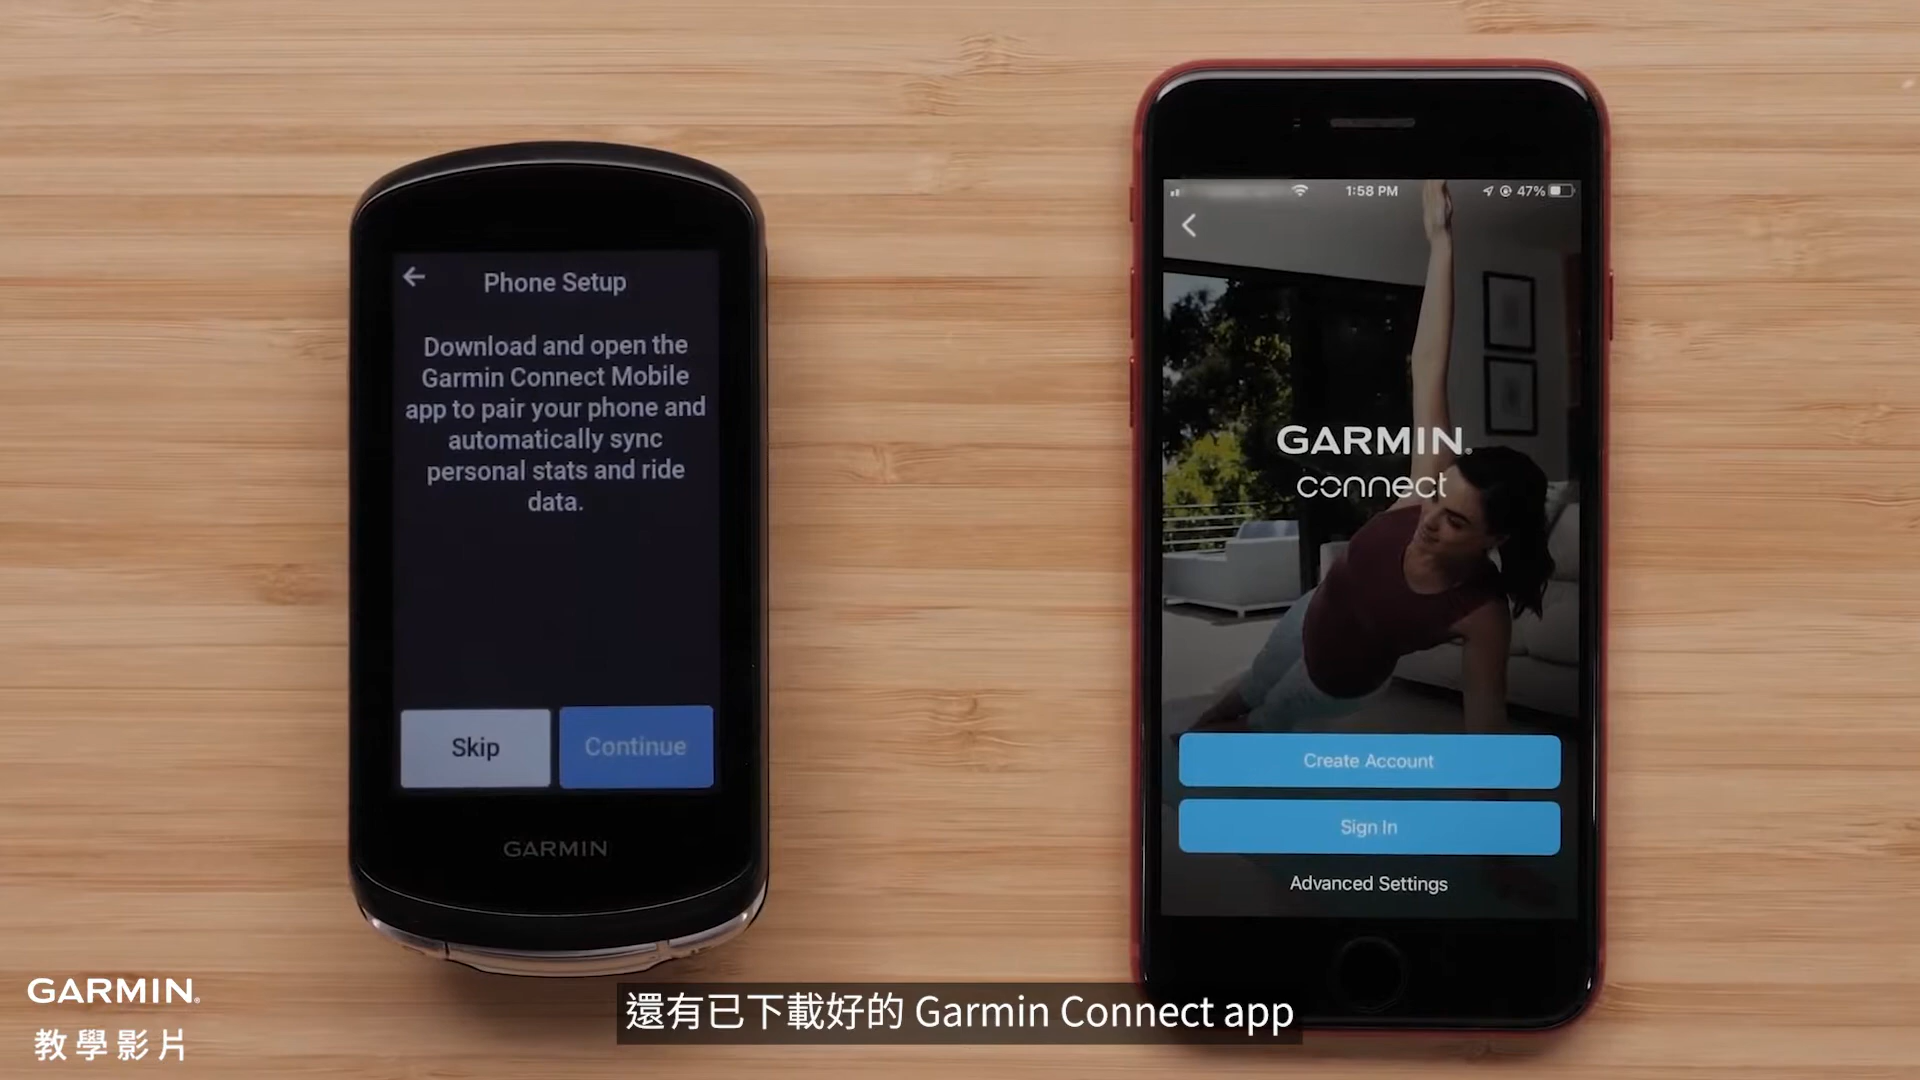 Phone Setup
Download and open the
Garmin Connect Mobile
app to pair your phone and
automatically sync
personal stats and ride
data.
Skip
Continue
GARMIN
1:58 PM
47%
GARMIN®
connect
Create Account
Sign In
Advanced Settings
GARMIN®
教學影片
還有已下載好的 Garmin Connect app